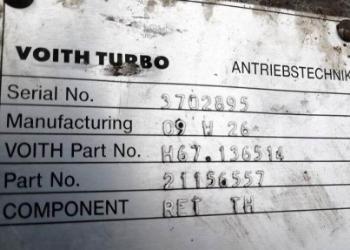 VOITH TURBO ANTRIEBSTECHNIK
Serial No. 3702895
Manufacturing 09 W 26
VOITH Part No. H67.136514
Part No. 21156557
COMPONENT RET TH